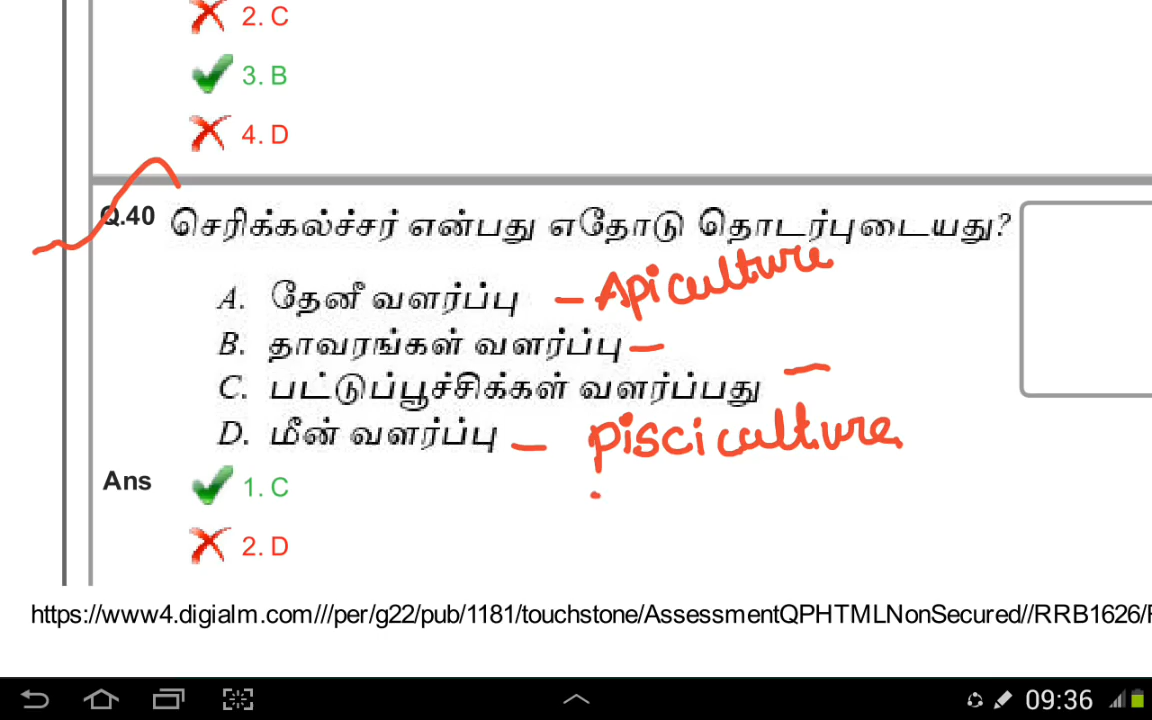 2. C
3. B
4. D
Q.40 செரிக்கல்ச்சர் என்பது எதோடு தொடர்புடையது?
A. தேனீ வளர்ப்பு – Apiculture
B. தாவரங்கள் வளர்ப்பு –
C. பட்டுப்பூச்சிக்கள் வளர்ப்பது –
D. மீன் வளர்ப்பு – pisciculture
Ans 1. C
2. D
https://www4.digialm.com///per/g22/pub/1181/touchstone/AssessmentQPHTMLNonSecured//RRB1626/
09:36